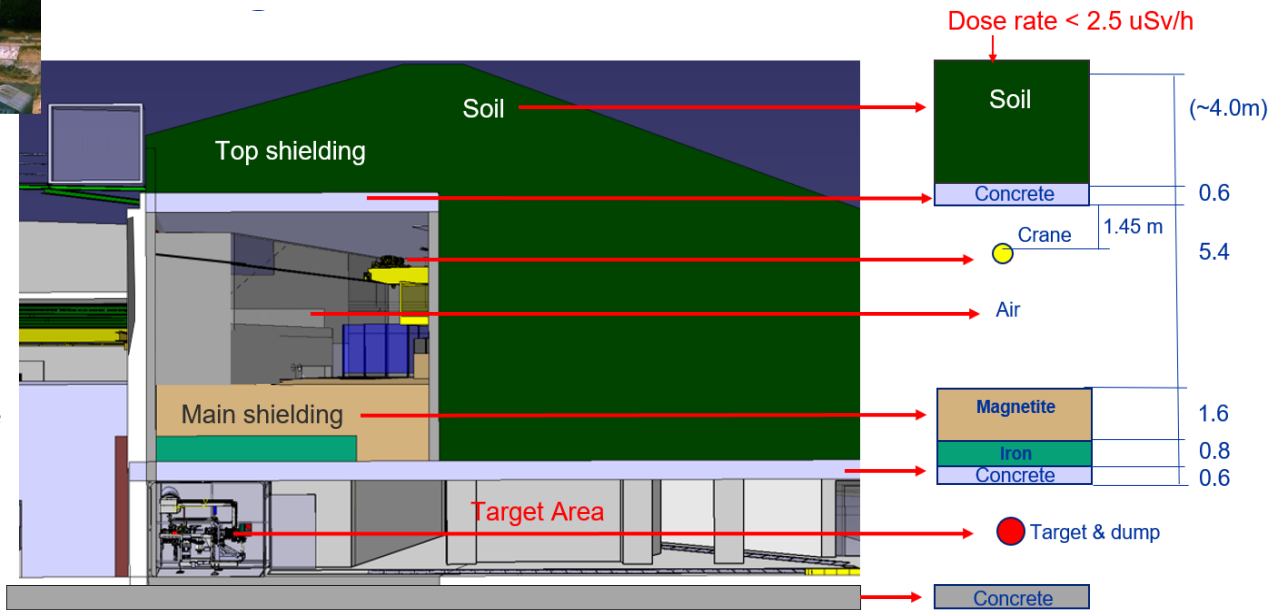 Dose rate < 2.5 uSv/h
Soil
Top shielding
Main shielding
Target Area
Soil
(~4.0m)
Concrete
0.6
1.45 m
Crane
5.4
Air
Magnetite
1.6
Iron
0.8
Concrete
0.6
Target & dump
Concrete